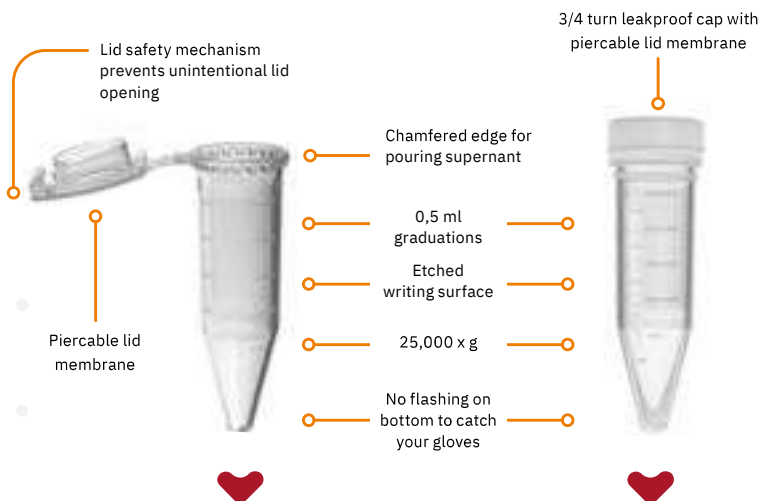 3/4 turn leakproof cap with
piercable lid membrane
Lid safety mechanism
prevents unintentional lid
opening
Chamfered edge for
pouring supernant
0,5 ml
graduations
Etched
writing surface
25,000 x g
Piercable lid
membrane
No flashing on
bottom to catch
your gloves